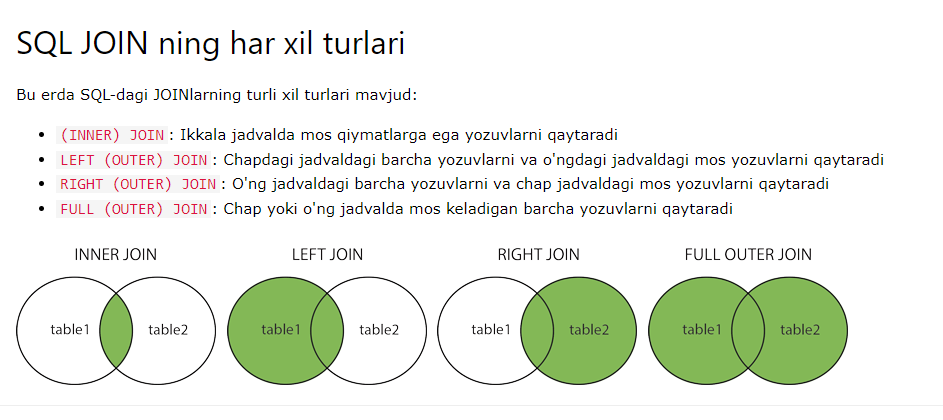 SQL JOIN ning har xil turlari
Bu erda SQL-dagi JOINlarning turli xil turlari mavjud:
• (INNER) JOIN : Ikkala jadvalda mos qiymatlarga ega yozuvlarni qaytaradi
• LEFT (OUTER) JOIN : Chapdagi jadvaldagi barcha yozuvlarni va o'ngdagi jadvaldagi mos yozuvlarni qaytaradi
• RIGHT (OUTER) JOIN : O'ng jadvaldagi barcha yozuvlarni va chap jadvaldagi mos yozuvlarni qaytaradi
• FULL (OUTER) JOIN : Chap yoki o'ng jadvalda mos keladigan barcha yozuvlarni qaytaradi
INNER JOIN
table1 table2
LEFT JOIN
table1 table2
RIGHT JOIN
table1 table2
FULL OUTER JOIN
table1 table2